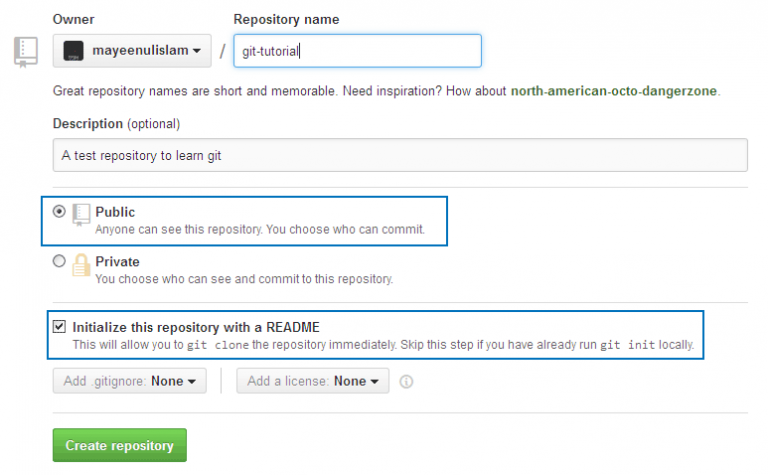 Owner Repository name
mayeenulislam / git-tutorial
Great repository names are short and memorable. Need inspiration? How about north-american-octo-dangerzone.
Description (optional)
A test repository to learn git
Public
Anyone can see this repository. You choose who can commit.
Private
You choose who can see and commit to this repository.
Initialize this repository with a README
This will allow you to git clone the repository immediately. Skip this step if you have already run git init locally.
Add .gitignore: None Add a license: None
Create repository